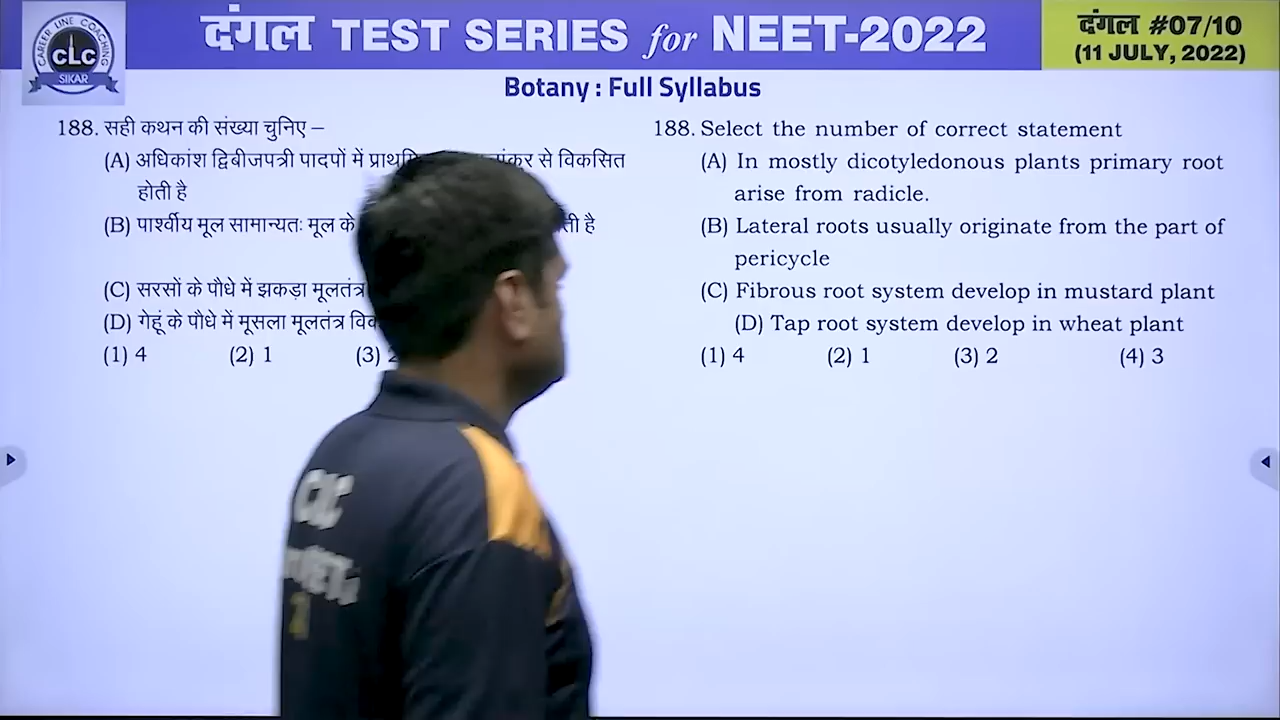 CAREER LINE COACHING
CLC
SIKAR
दंगल TEST SERIES for NEET-2022
दंगल #07/10
(11 JULY, 2022)
Botany : Full Syllabus
188. सही कथन की संख्या चुनिए –
(A) अधिकांश द्विबीजपत्री पादपों में से विकसित
होती है
(B) पार्श्वीय मूल सामान्यतः मूल के है
(C) सरसों के पौधे में झकड़ा मूलतंत्र
(D) गेहूं के पौधे में मूसला मूलतंत्र
(1) 4 (2) 1 (3)
188. Select the number of correct statement
(A) In mostly dicotyledonous plants primary root
arise from radicle.
(B) Lateral roots usually originate from the part of
pericycle
(C) Fibrous root system develop in mustard plant
(D) Tap root system develop in wheat plant
(1) 4 (2) 1 (3) 2 (4) 3
CLC